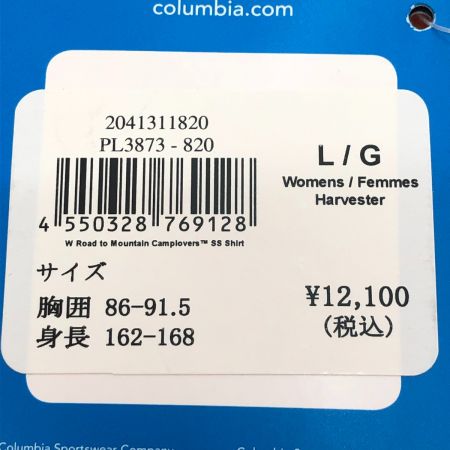 columbia.com
2041311820
PL3873 - 820
L / G
Womens / Femmes
Harvester
4 550328 769128
W Road to Mountain Camplovers™ SS Shirt
サイズ
胸囲 86-91.5
身長 162-168
¥12,100
(税込)
Columbia Sportswear Company
Columbia